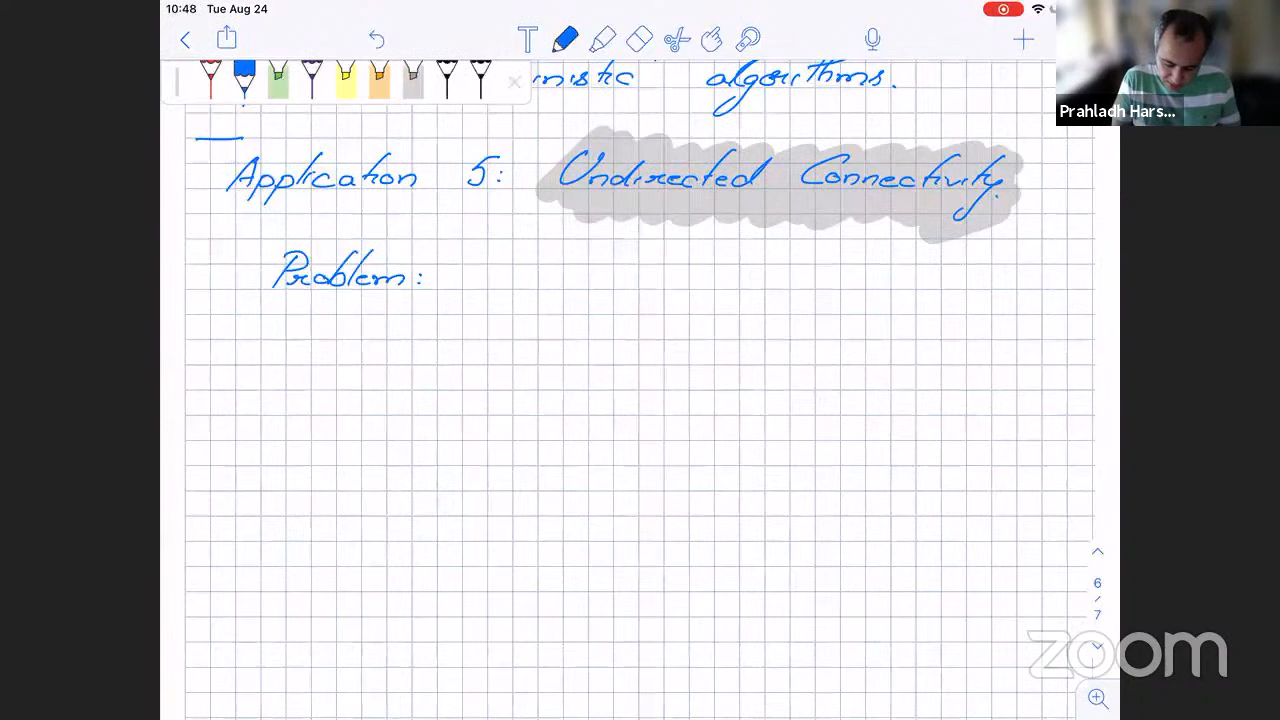 10:48 Tue Aug 24
Prahladh Hars...
algorithms.
Application 5: Undirected Connectivity.
Problem:
6
/
7
zoom